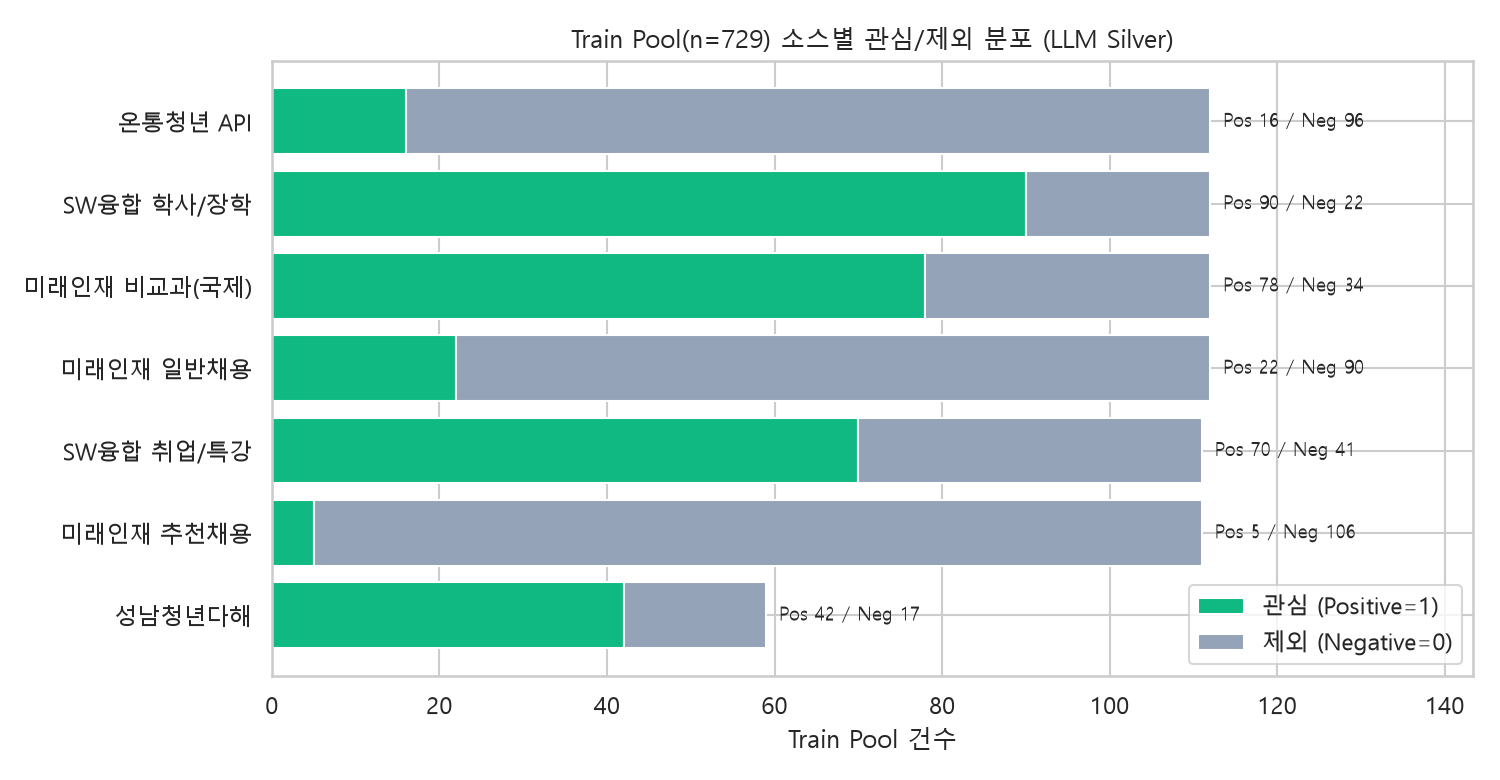 Train Pool(n=729) 소스별 관심/제외 분포 (LLM Silver)
온통청년 API
Pos 16 / Neg 96
SW융합 학사/장학
Pos 90 / Neg 22
미래인재 비교과(국제)
Pos 78 / Neg 34
미래인재 일반채용
Pos 22 / Neg 90
SW융합 취업/특강
Pos 70 / Neg 41
미래인재 추천채용
Pos 5 / Neg 106
성남청년다해
Pos 42 / Neg 17
관심 (Positive=1)
제외 (Negative=0)
0 20 40 60 80 100 120 140
Train Pool 건수